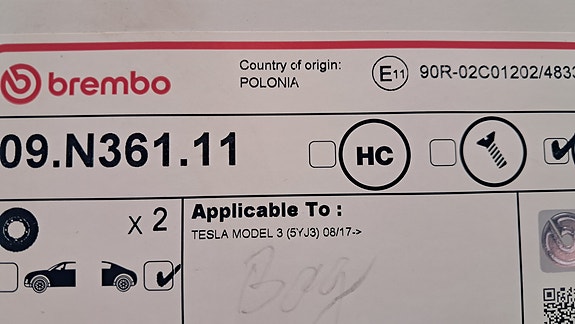 brembo
Country of origin:
POLONIA
E11
90R-02C01202/4833
09.N361.11
HC
x 2
Applicable To :
TESLA MODEL 3 (5YJ3) 08/17->